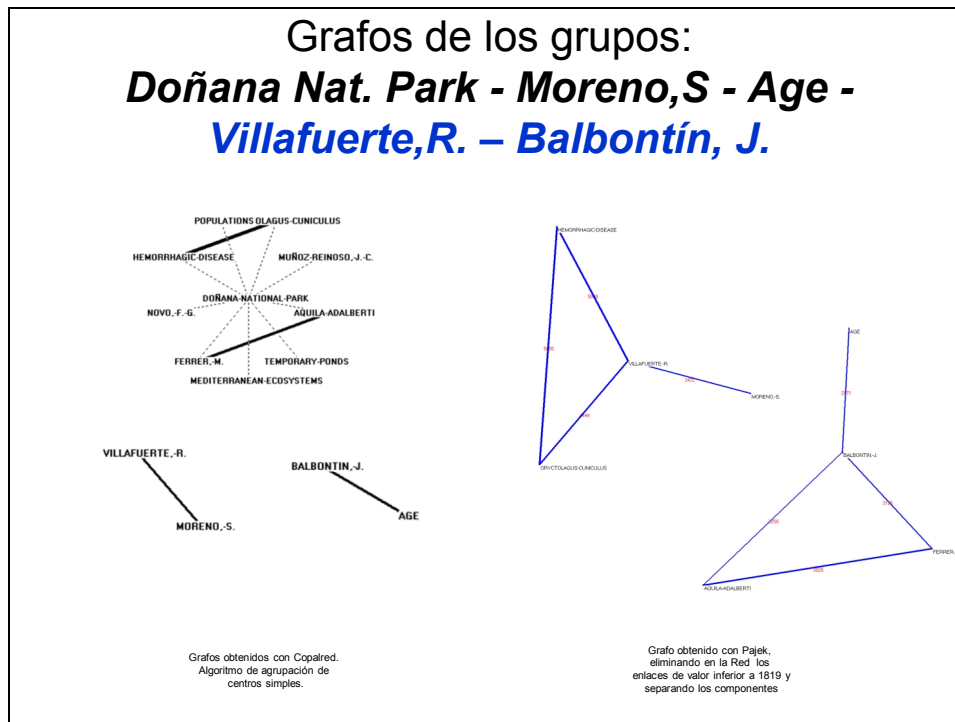 Grafos de los grupos:
Doñana Nat. Park - Moreno,S - Age -
Villafuerte,R. – Balbontín, J.
POPULATIONS OLAGUS-CUNICULUS
HEMORRHAGIC-DISEASE
MUÑOZ-REINOSO,-J.-C.
DOÑANA-NATIONAL-PARK
NOVO,-F.-G.
AQUILA-ADALBERTI
FERRER,-M.
TEMPORARY-PONDS
MEDITERRANEAN-ECOSYSTEMS
VILLAFUERTE,-R.
MORENO,-S.
BALBONTIN,-J.
AGE
Grafos obtenidos con Copalred.
Algoritmo de agrupación de
centros simples.
HEMORRHAGIC-DISEASE
VILLAFUERTE,-R.
MORENO,-S.
ORYCTOLAGUS-CUNICULUS
AGE
BALBONTIN,-J.
FERRER,
AQUILA-ADALBERTI
Grafo obtenido con Pajek,
eliminando en la Red los
enlaces de valor inferior a 1819 y
separando los componentes